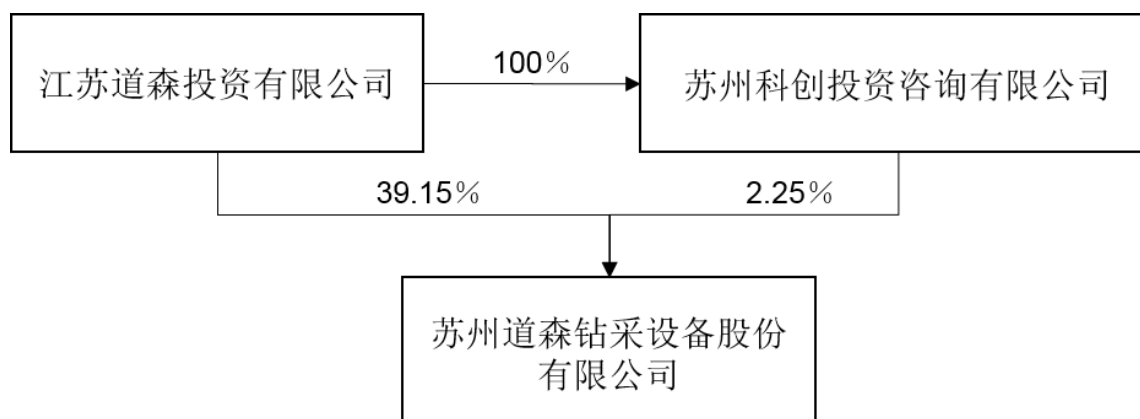 江苏道森投资有限公司
100%
苏州科创投资咨询有限公司
39.15%
2.25%
苏州道森钻采设备股份
有限公司